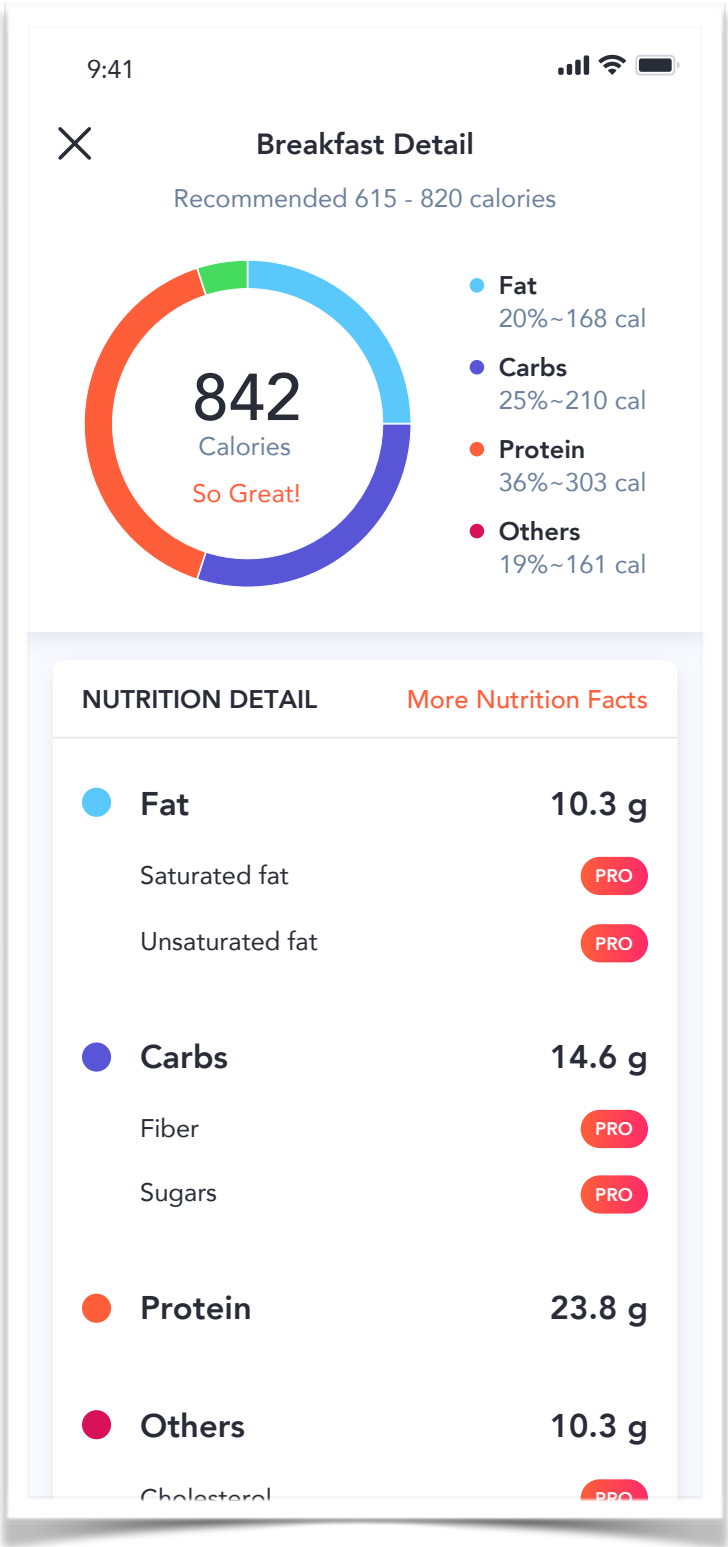 9:41
Breakfast Detail
Recommended 615 - 820 calories
842
Calories
So Great!
Fat
20%~168 cal
Carbs
25%~210 cal
Protein
36%~303 cal
Others
19%~161 cal
NUTRITION DETAIL More Nutrition Facts
Fat 10.3 g
Saturated fat PRO
Unsaturated fat PRO
Carbs 14.6 g
Fiber PRO
Sugars PRO
Protein 23.8 g
Others 10.3 g
Cholesterol PRO